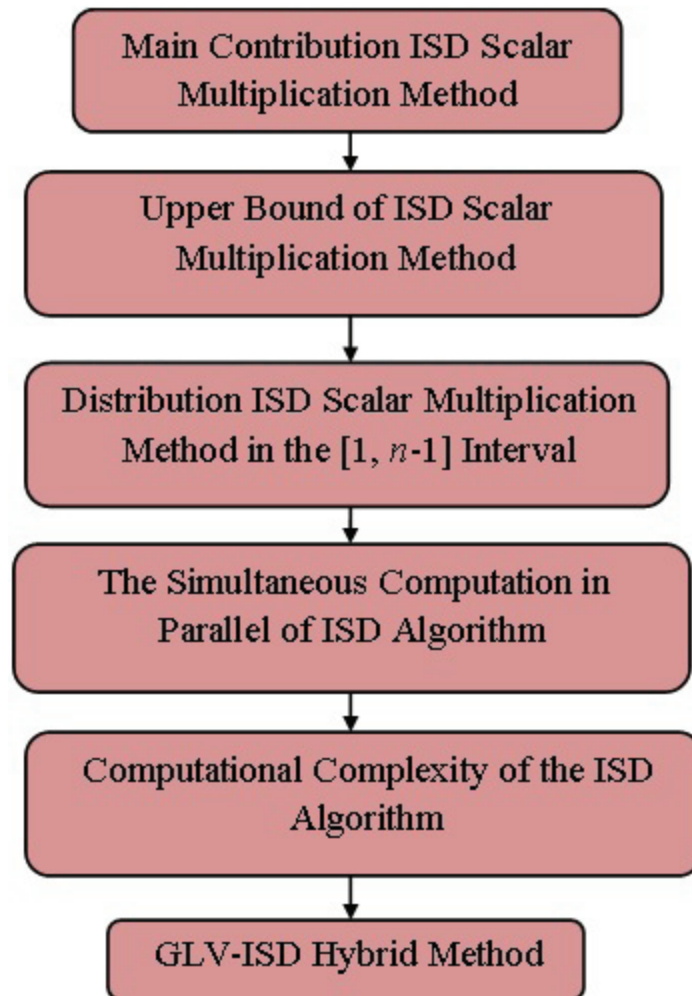 Main Contribution ISD Scalar
Multiplication Method
Upper Bound of ISD Scalar
Multiplication Method
Distribution ISD Scalar Multiplication
Method in the [1, n-1] Interval
The Simultaneous Computation in
Parallel of ISD Algorithm
Computational Complexity of the ISD
Algorithm
GLV-ISD Hybrid Method